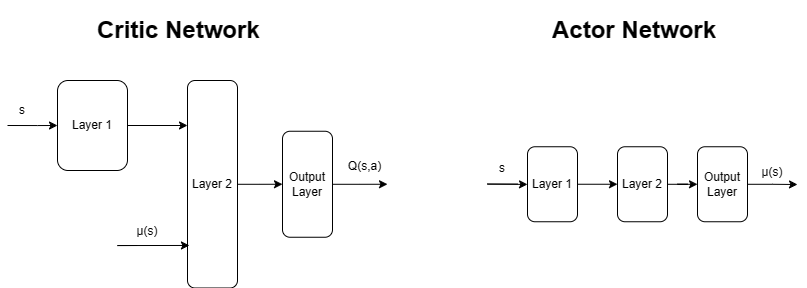 Critic Network
s
Layer 1
Layer 2
μ(s)
Output
Layer
Q(s,a)
Actor Network
s
Layer 1
Layer 2
Output
Layer
μ(s)